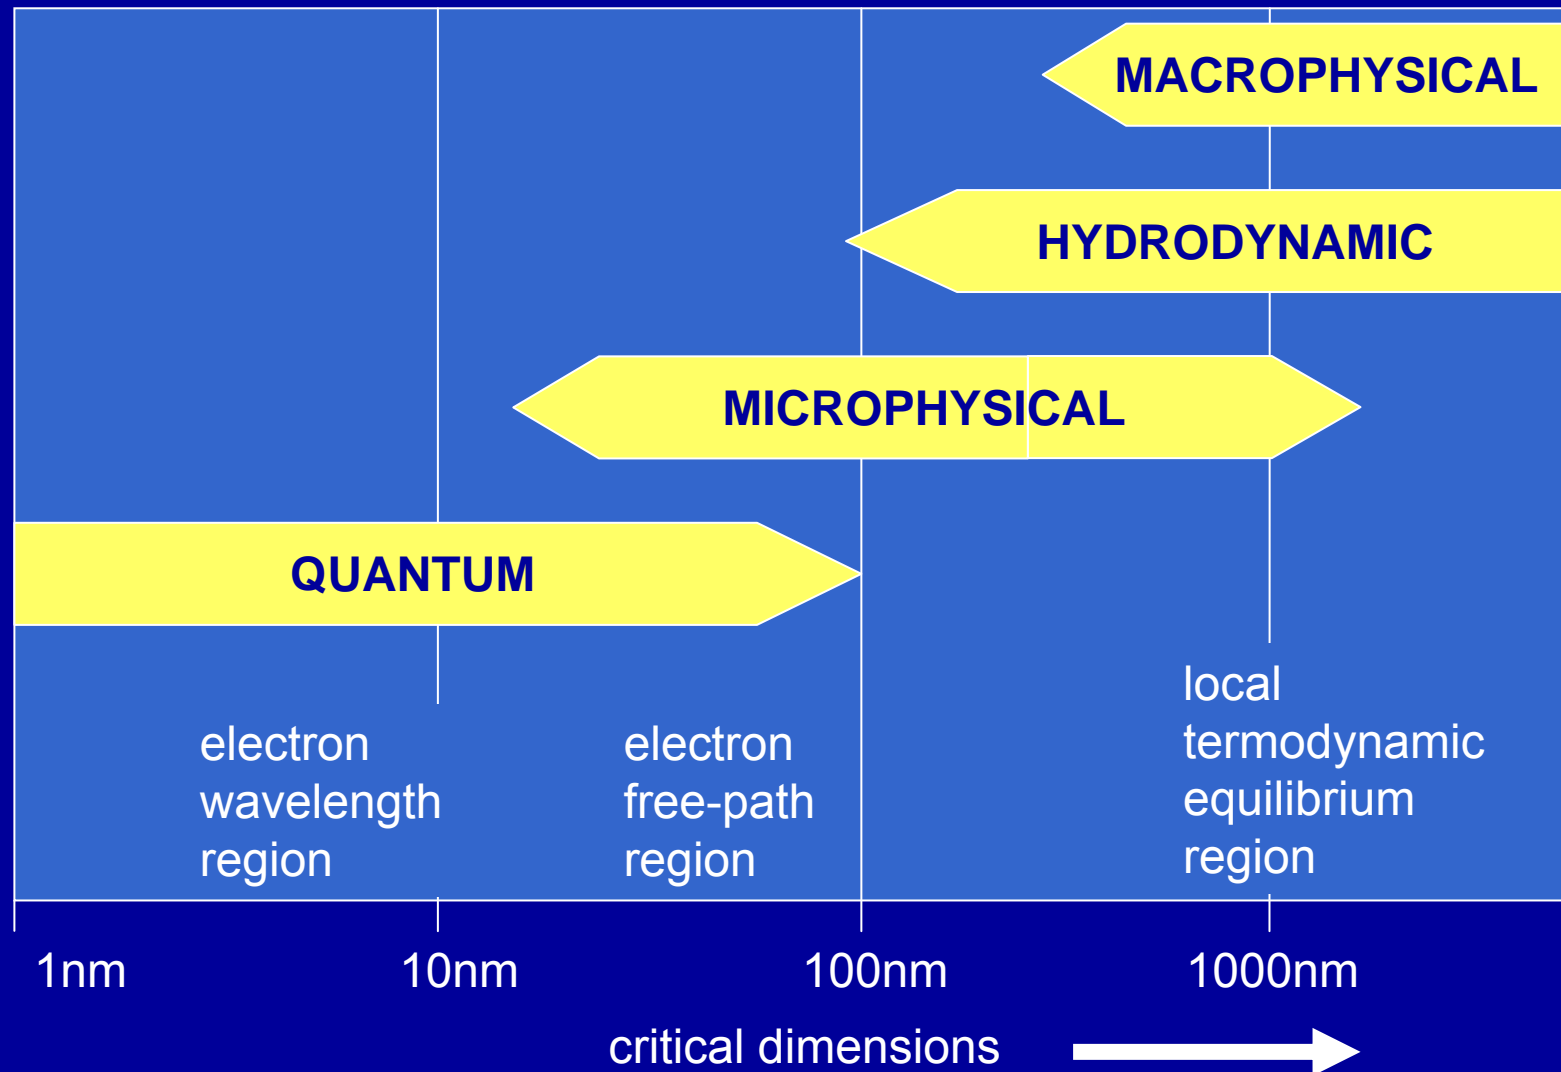 MACROPHYSICAL
HYDRODYNAMIC
MICROPHYSICAL
QUANTUM
electron
wavelength
region
electron
free-path
region
local
termodynamic
equilibrium
region
1nm
10nm
100nm
1000nm
critical dimensions